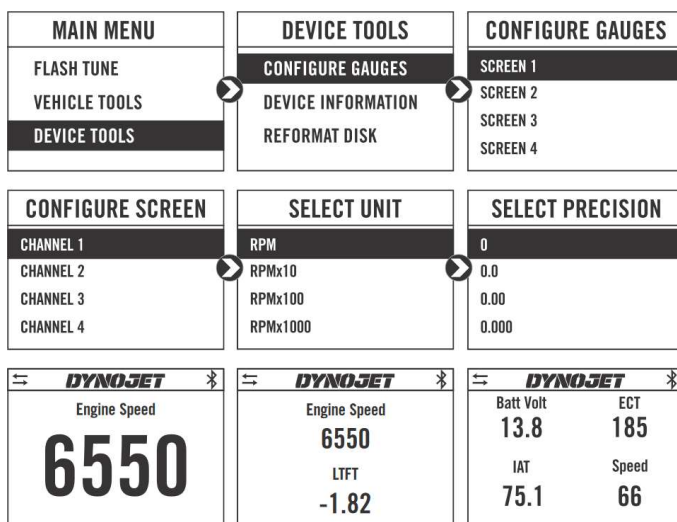 MAIN MENU
FLASH TUNE
VEHICLE TOOLS
DEVICE TOOLS
DEVICE TOOLS
CONFIGURE GAUGES
DEVICE INFORMATION
REFORMAT DISK
CONFIGURE GAUGES
SCREEN 1
SCREEN 2
SCREEN 3
SCREEN 4
CONFIGURE SCREEN
CHANNEL 1
CHANNEL 2
CHANNEL 3
CHANNEL 4
SELECT UNIT
RPM
RPMx10
RPMx100
RPMx1000
SELECT PRECISION
0
0.0
0.00
0.000
DYNOJET
Engine Speed
6550
DYNOJET
Engine Speed
6550
LTFT
-1.82
DYNOJET
Batt Volt ECT
13.8 185
IAT Speed
75.1 66